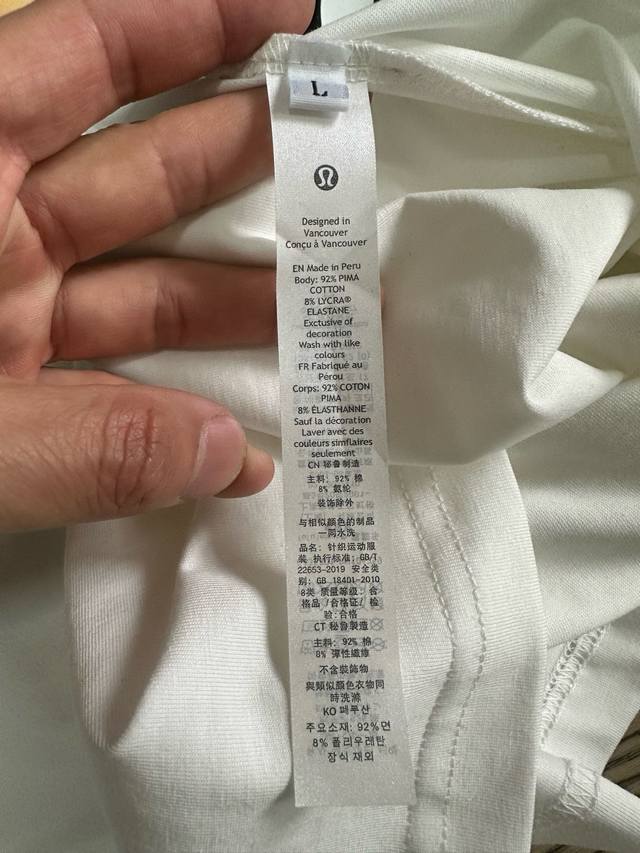 L
Designed in
Vancouver
Conçu à Vancouver
EN Made in Peru
Body: 92% PIMA
COTTON
8% LYCRA®
ELASTANE
Exclusive of
decoration
Wash with like
colours
FR Fabriqué au
Pérou
Corps: 92% COTON
PIMA
8% ÉLASTHANNE
Sauf la décoration
Laver avec des
couleurs simflaires
seulement
CN 秘鲁制造
主料: 92% 棉
8% 氨纶
装饰除外
与相似颜色的制品
一同水洗
品名: 针织运动服
装 执行标准: GB/T
22653-2019 安全类
别: GB 18401-2010
B类 质量等级: 合
格品 /合格证/ 检
验:合格
CT 秘魯製造
主料: 92% 棉
8% 彈性纖維
不含裝飾物
與類似顏色衣物同
時洗滌
KO 페루산
주요소재: 92%면
8% 폴리우레탄
장식 재외